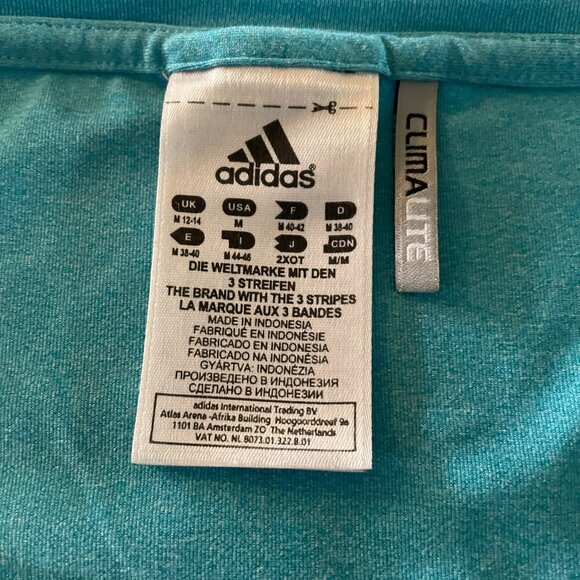 adidas®
UK USA F D
M 12-14 M M 40-42 M 38-40
E I J CDN
M 38-40 M 44-46 2XOT M/M
DIE WELTMARKE MIT DEN
3 STREIFEN
THE BRAND WITH THE 3 STRIPES
LA MARQUE AUX 3 BANDES
MADE IN INDONESIA
FABRIQUÉ EN INDONÉSIE
FABRICADO EN INDONESIA
FABRICADO NA INDONÉSIA
GYÁRTVA: INDONÉZIA
ПРОИЗВЕДЕНО В ИНДОНЕЗИЯ
СДЕЛАНО В ИНДОНЕЗИИ
adidas International Trading BV
Atlas Arena -Afrika Building Hoogoorddreef 9a
1101 BA Amsterdam ZO The Netherlands
VAT NO. NL 8073.01.322.B.01
CLIMALITE